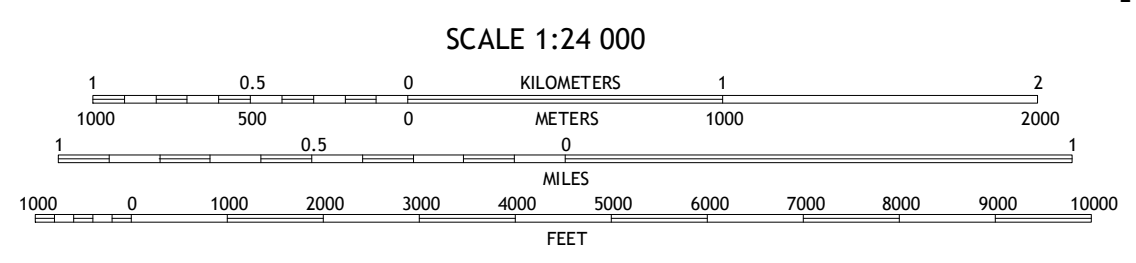 SCALE 1:24 000
1 0.5 0 KILOMETERS 1 2
1000 500 0 METERS 1000 2000
1 0.5 0 1
MILES
1000 0 1000 2000 3000 4000 5000 6000 7000 8000 9000 10000
FEET